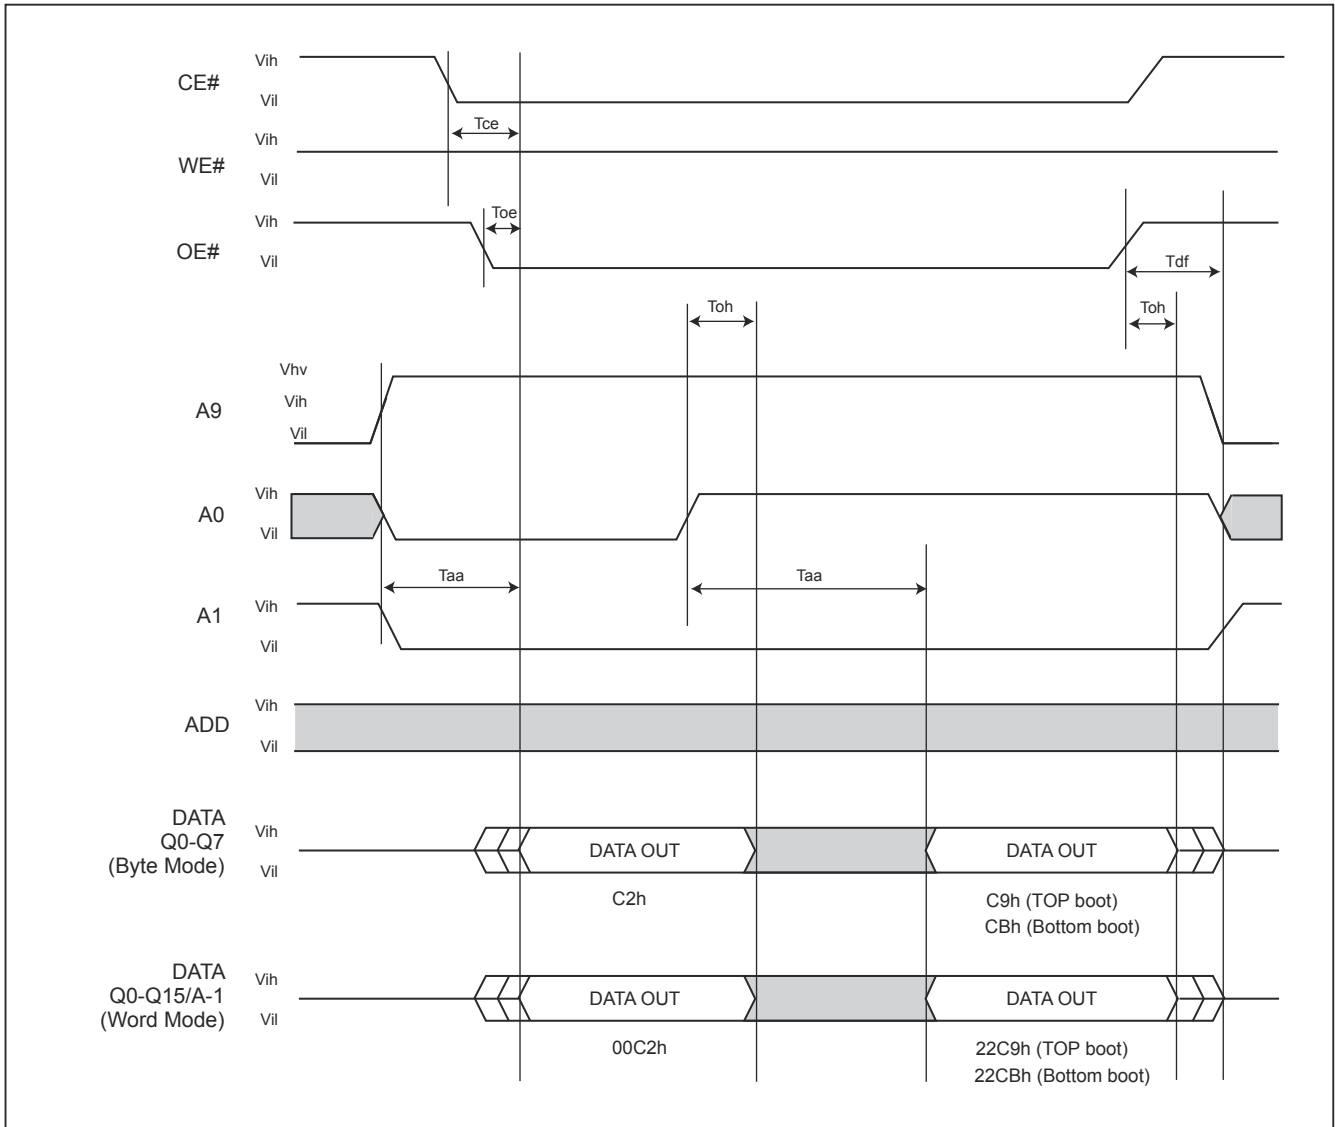 Vih
CE#
Vil
Tce
Vih
WE#
Vil
Toe
Vih
OE#
Vil
Tdf
Toh
Toh
Vhv
Vih
A9
Vil
Vih
A0
Vil
Taa
Taa
Vih
A1
Vil
Vih
ADD
Vil
DATA
Q0-Q7
(Byte Mode)
Vih
Vil
DATA OUT
DATA OUT
C2h
C9h (TOP boot)
CBh (Bottom boot)
DATA
Q0-Q15/A-1
(Word Mode)
Vih
Vil
DATA OUT
DATA OUT
00C2h
22C9h (TOP boot)
22CBh (Bottom boot)